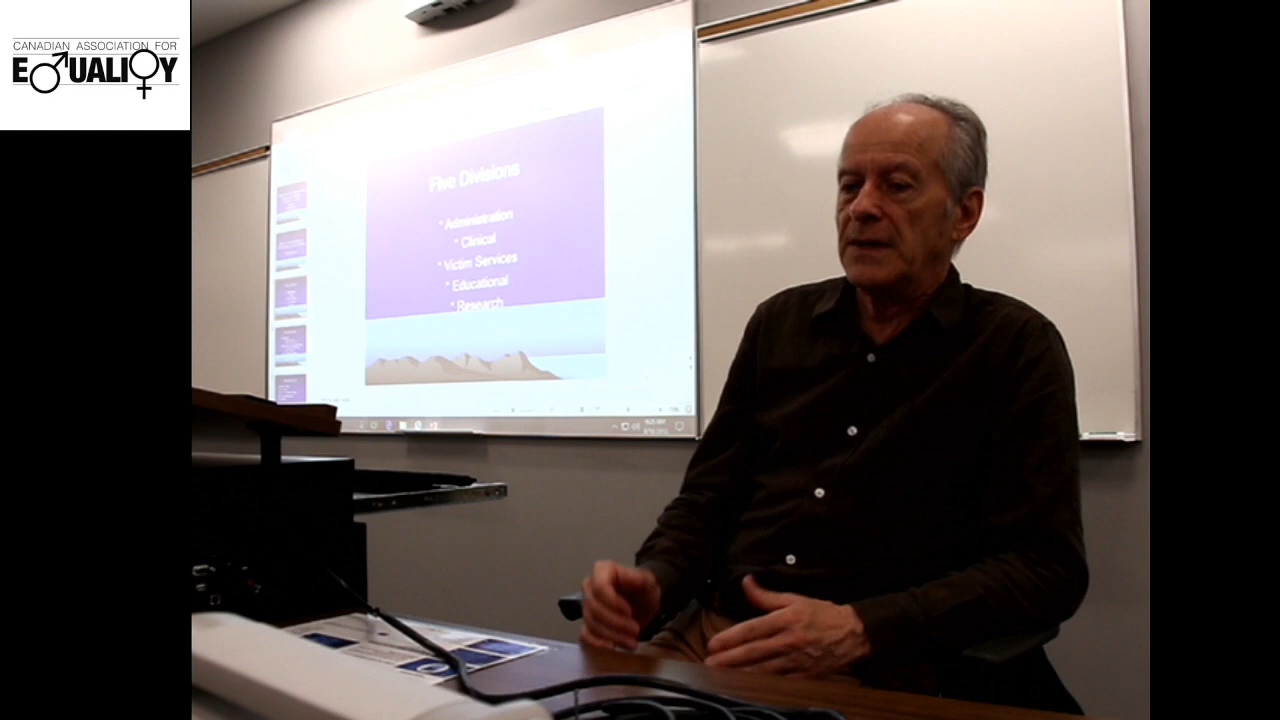 CANADIAN ASSOCIATION FOR
EQUALITY
Five Divisions
* Administration
* Clinical
* Victim Services
* Educational
* Research